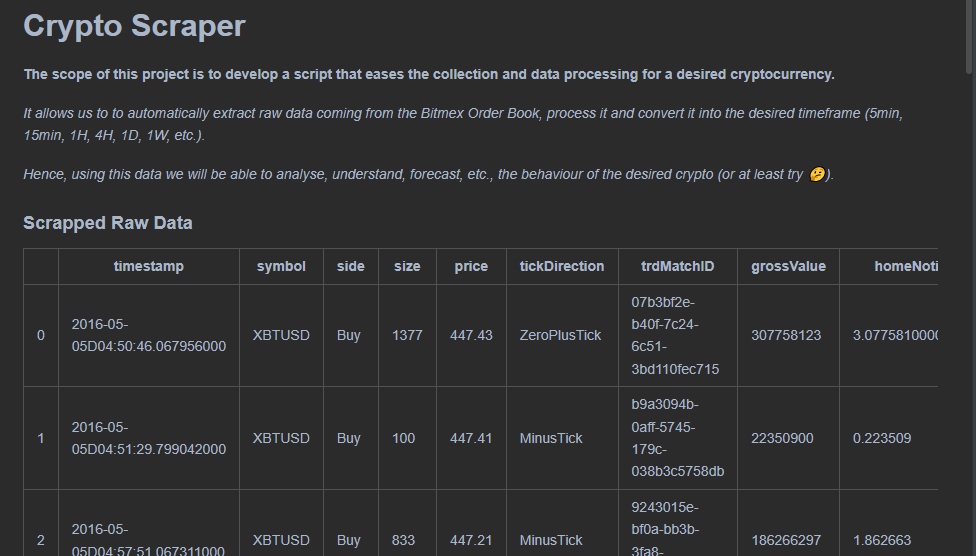 Crypto Scraper
The scope of this project is to develop a script that eases the collection and data processing for a desired cryptocurrency.
It allows us to to automatically extract raw data coming from the Bitmex Order Book, process it and convert it into the desired timeframe (5min,
15min, 1H, 4H, 1D, 1W, etc.).
Hence, using this data we will be able to analyse, understand, forecast, etc., the behaviour of the desired crypto (or at least try 🤔).
Scrapped Raw Data
timestamp symbol side size price tickDirection trdMatchID grossValue homeNoti
0 2016-05-05D04:50:46.067956000 XBTUSD Buy 1377 447.43 ZeroPlusTick 07b3bf2e-b40f-7c24-6c51-3bd110fec715 307758123 3.0775810000
1 2016-05-05D04:51:29.799042000 XBTUSD Buy 100 447.41 MinusTick b9a3094b-0aff-5745-179c-038b3c5758db 22350900 0.223509
2 2016-05-05D04:57:51.067311000 XBTUSD Buy 833 447.21 MinusTick 9243015e-bf0a-bb3b-3fa8- 186266297 1.862663